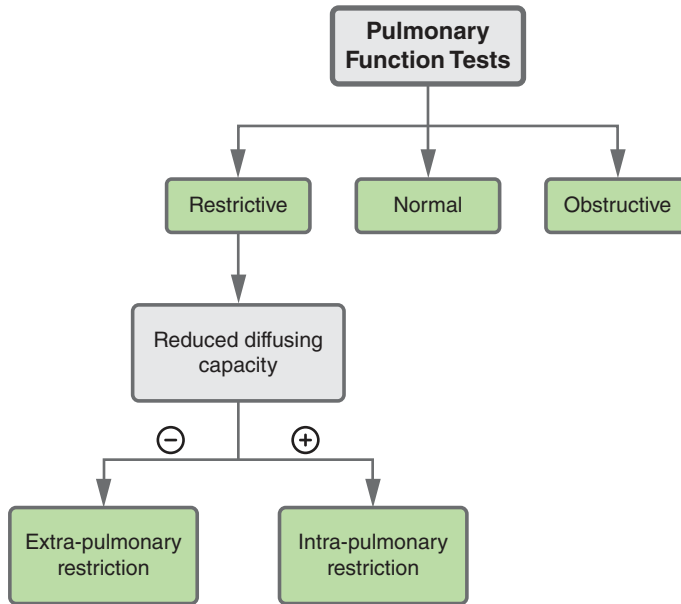 Pulmonary
Function Tests
Restrictive
Normal
Obstructive
Reduced diffusing
capacity
−
+
Extra-pulmonary
restriction
Intra-pulmonary
restriction